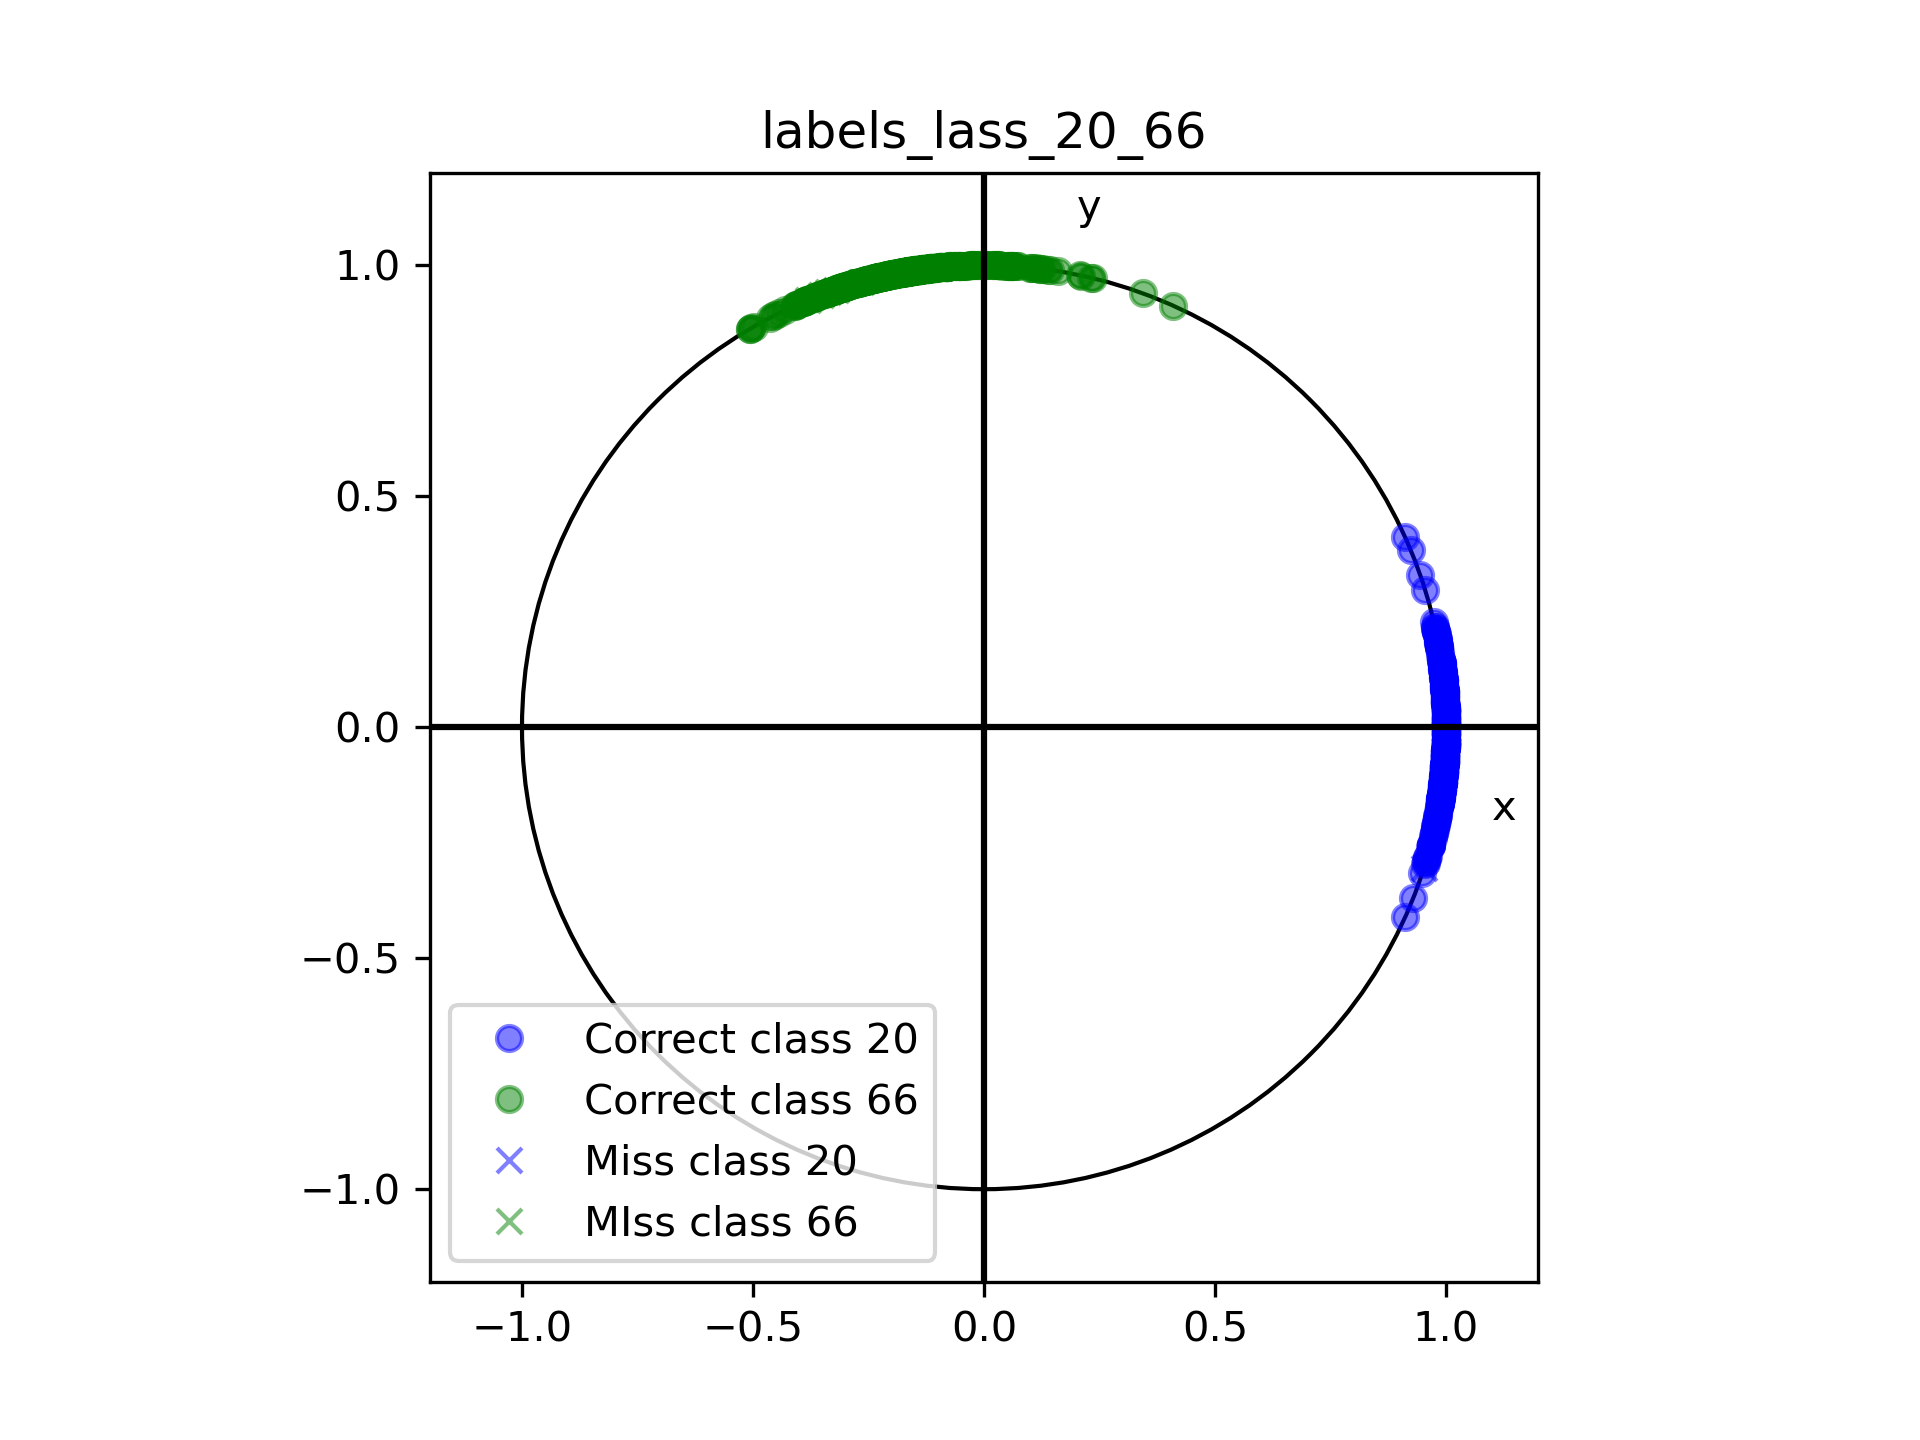 labels_lass_20_66
y
x
1.0
0.5
0.0
−0.5
−1.0
Correct class 20
Correct class 66
Miss class 20
MIss class 66
−1.0 −0.5 0.0 0.5 1.0